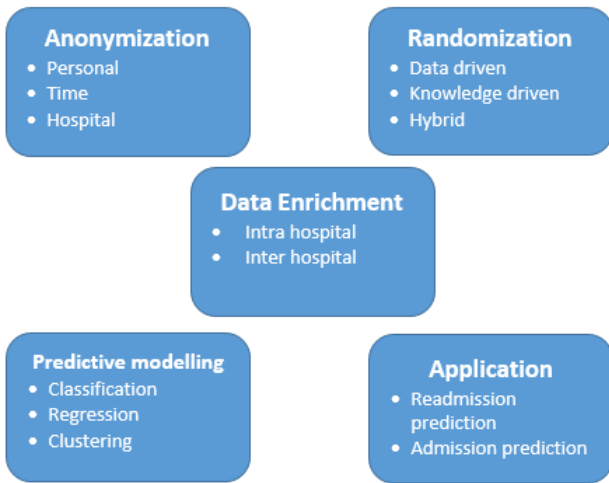 Anonymization
• Personal
• Time
• Hospital
Randomization
• Data driven
• Knowledge driven
• Hybrid
Data Enrichment
• Intra hospital
• Inter hospital
Predictive modelling
• Classification
• Regression
• Clustering
Application
• Readmission
prediction
• Admission prediction